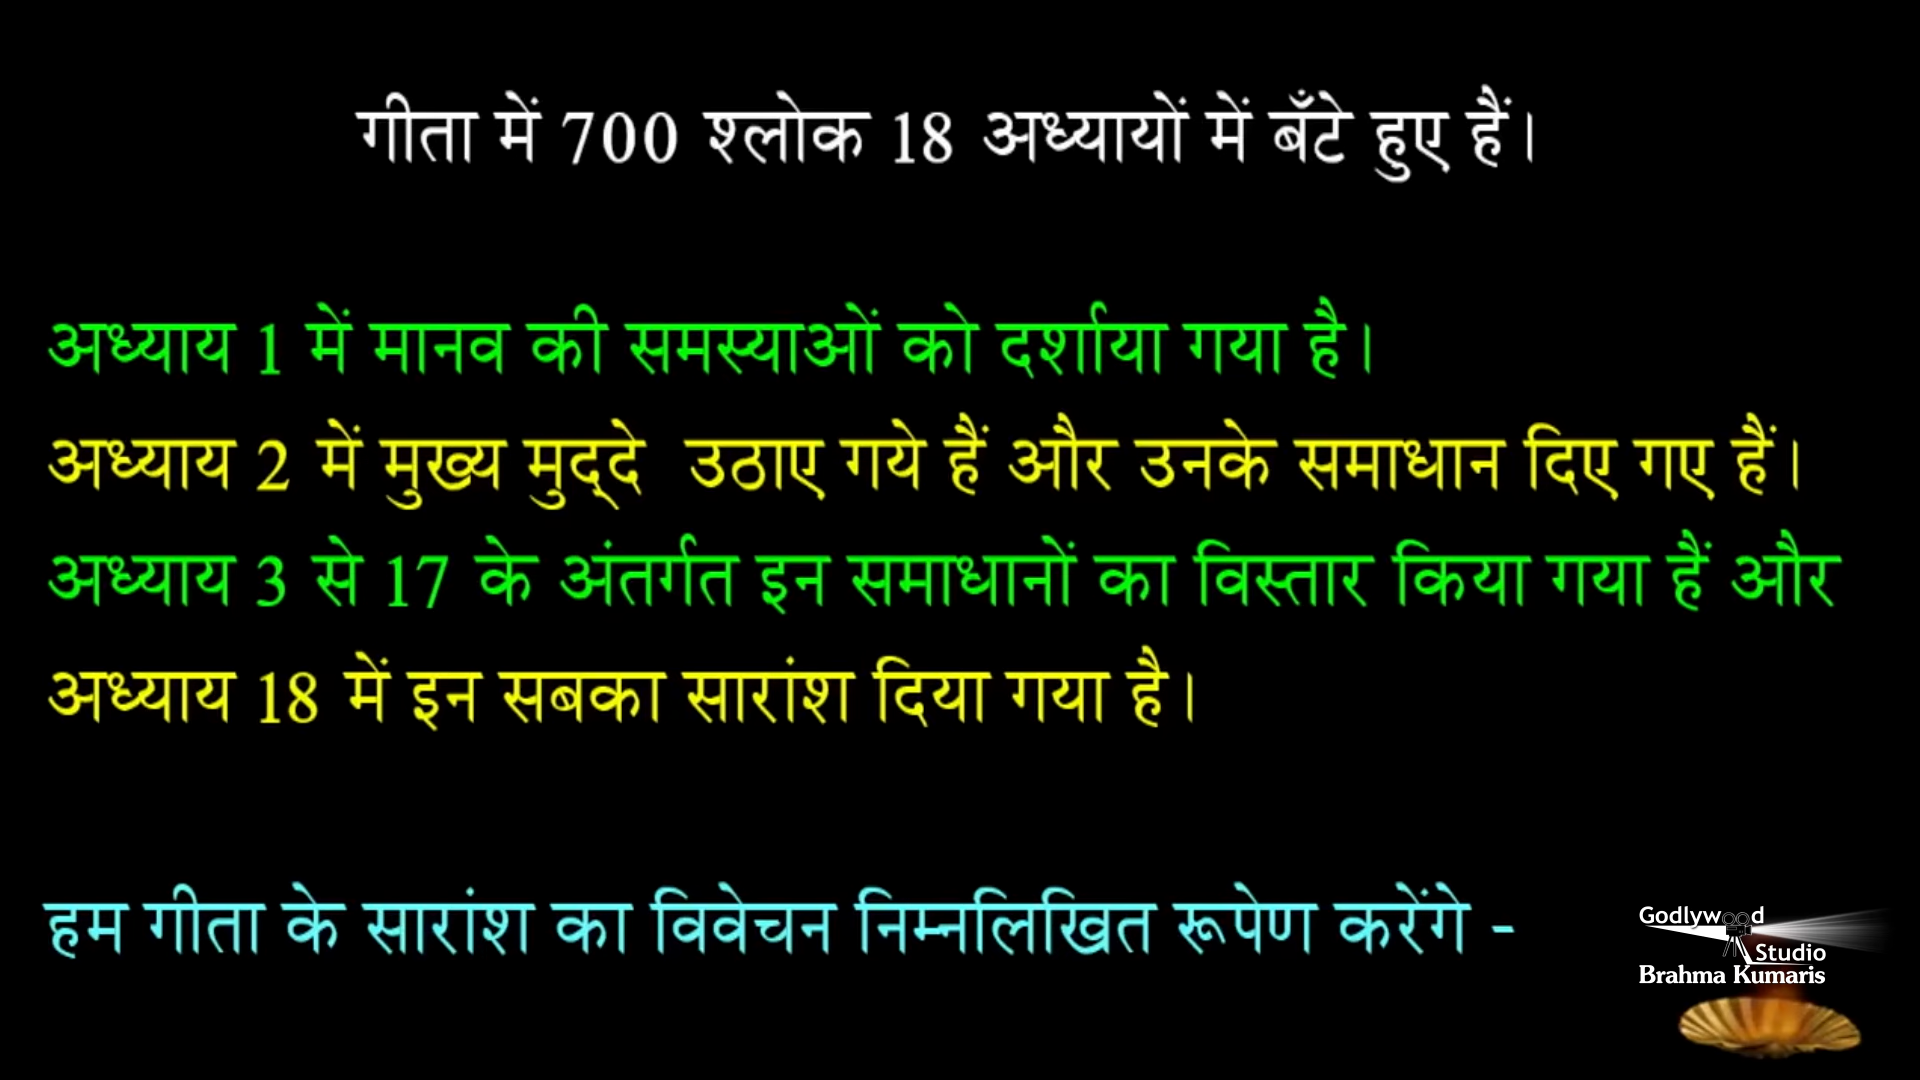 गीता में 700 श्लोक 18 अध्यायों में बँटे हुए हैं।
अध्याय 1 में मानव की समस्याओं को दर्शाया गया है।
अध्याय 2 में मुख्य मुद्‌दे उठाए गये हैं और उनके समाधान दिए गए हैं।
अध्याय 3 से 17 के अंतर्गत इन समाधानों का विस्तार किया गया हैं और
अध्याय 18 में इन सबका सारांश दिया गया है।
हम गीता के सारांश का विवेचन निम्नलिखित रूपेण करेंगे -
Godlywood
Studio
Brahma Kumaris